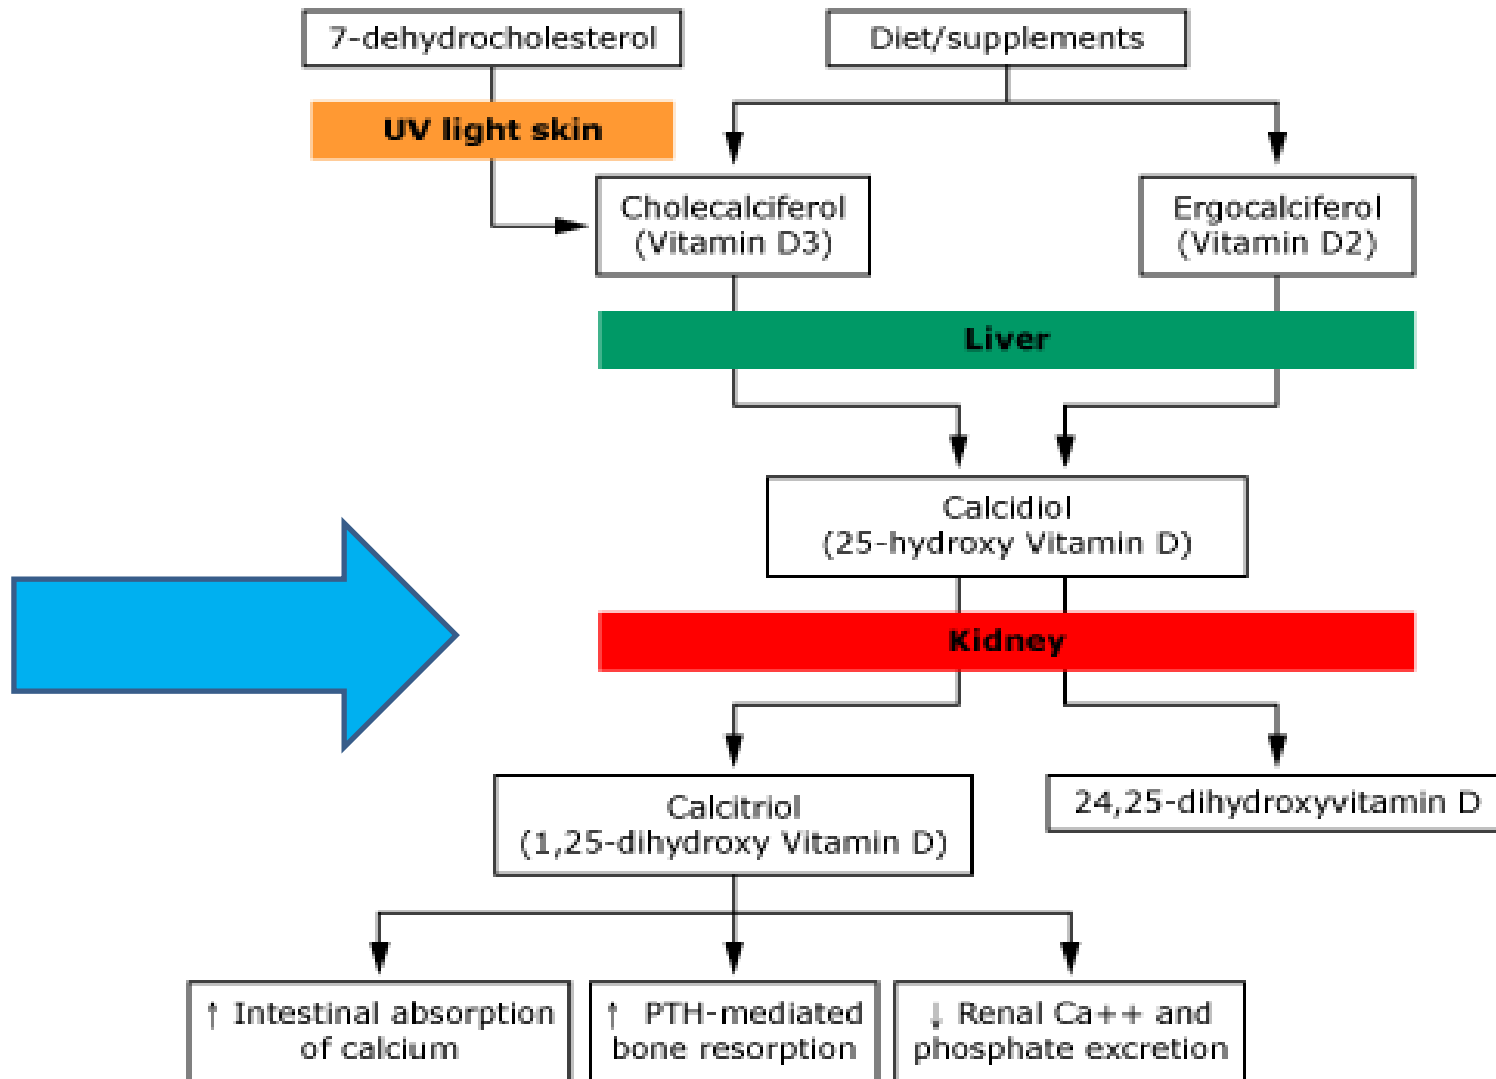 7-dehydrocholesterol
Diet/supplements
UV light skin
Cholecalciferol
(Vitamin D3)
Ergocalciferol
(Vitamin D2)
Liver
Calcidiol
(25-hydroxy Vitamin D)
Kidney
Calcitriol
(1,25-dihydroxy Vitamin D)
24,25-dihydroxyvitamin D
↑ Intestinal absorption
of calcium
↑ PTH-mediated
bone resorption
↓ Renal Ca++ and
phosphate excretion